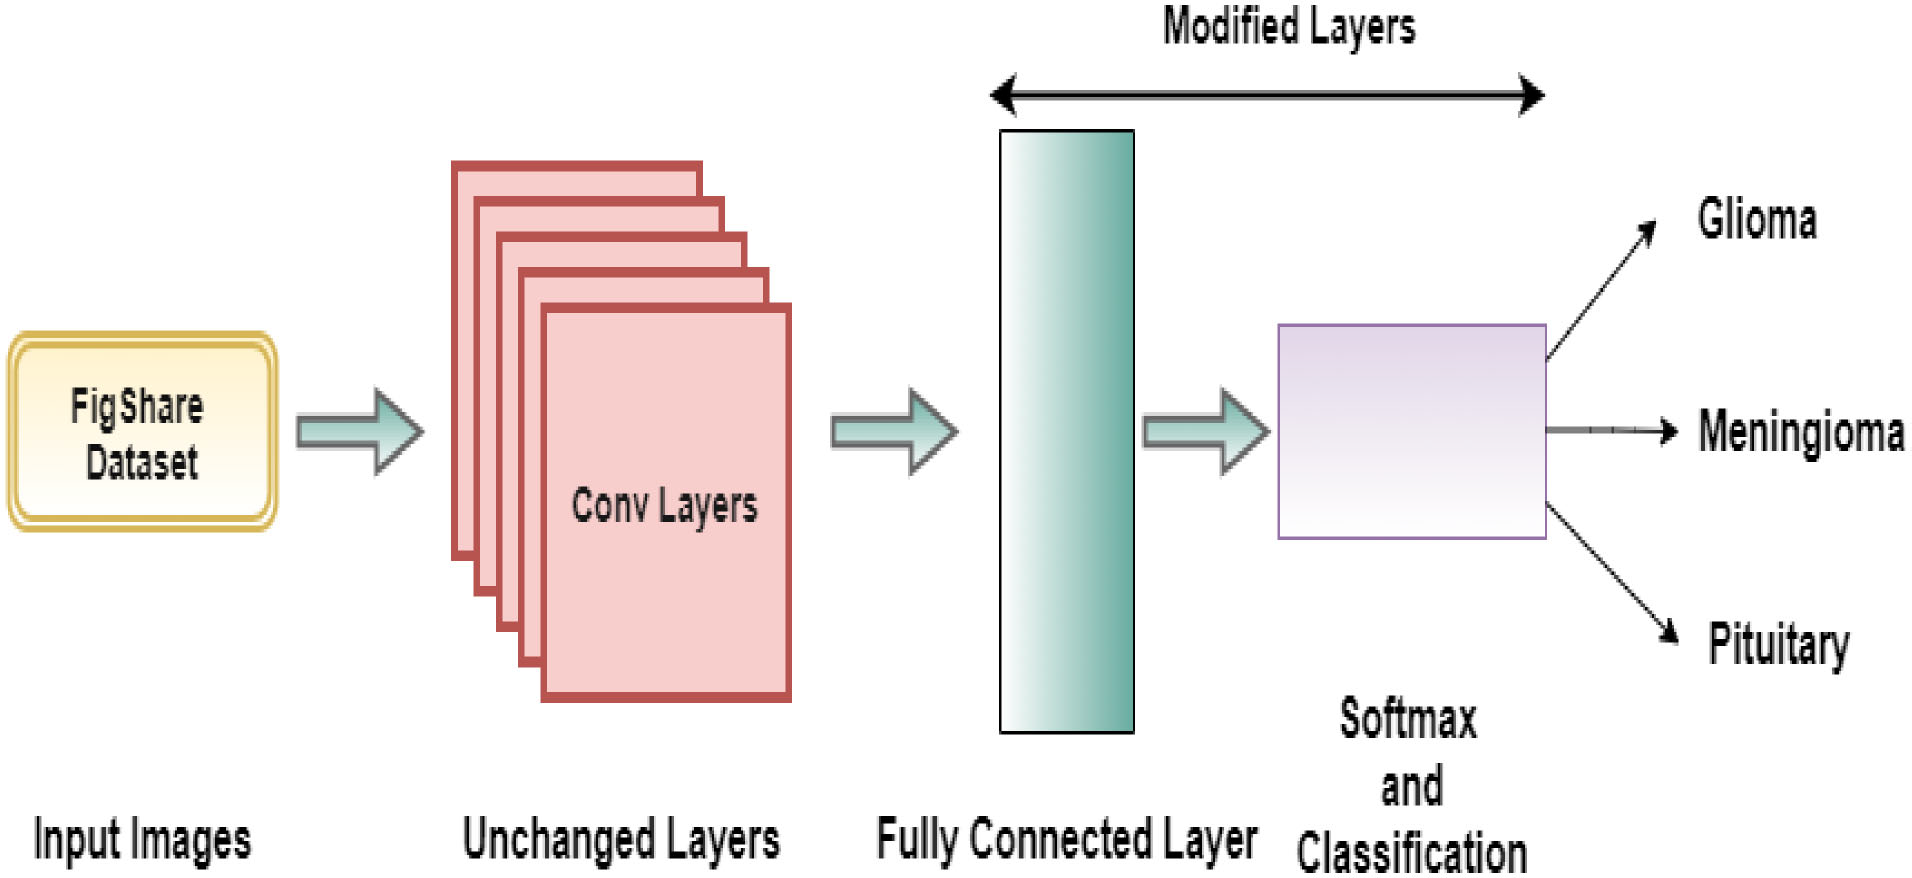 Modified Layers
FigShare
Dataset
Conv Layers
Glioma
Meningioma
Pituitary
Input Images
Unchanged Layers
Fully Connected Layer
Softmax
and
Classification